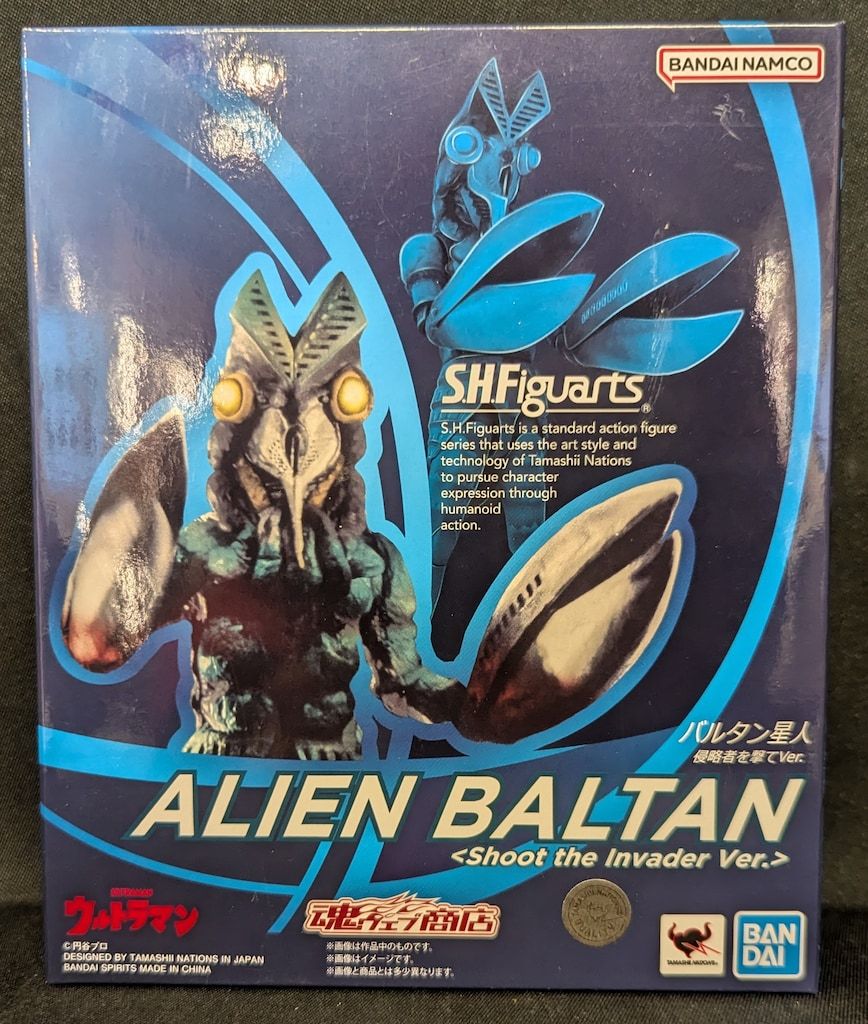 BANDAI NAMCO
S.H.Figuarts®
S.H.Figuarts is a standard action figure
series that uses the art style and
technology of Tamashii Nations
to pursue character
expression through
humanoid
action.
バルタン星人
侵略者を撃てVer.
ALIEN BALTAN
<Shoot the Invader Ver.>
ULTRAMAN
ウルトラマン
魂ウェブ商店
©円谷プロ
DESIGNED BY TAMASHII NATIONS IN JAPAN
BANDAI SPIRITS MADE IN CHINA
※画像は作品中のものです。
※画像はイメージです。
※画像と商品とは多少異なります。
TAMASHII NATIONS
BAN
DAI